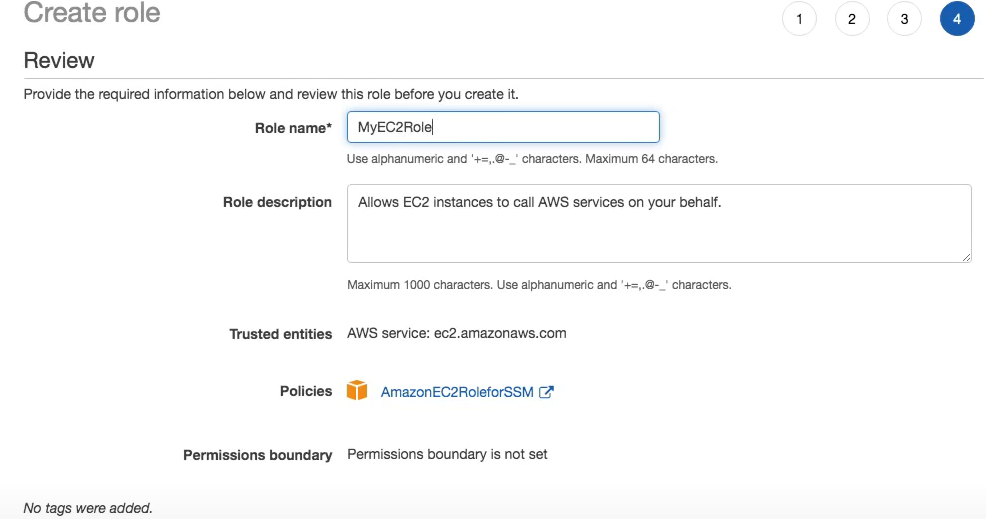 Create role
1 2 3 4
Review
Provide the required information below and review this role before you create it.
Role name* MyEC2Role
Use alphanumeric and '+=,.@-_' characters. Maximum 64 characters.
Role description Allows EC2 instances to call AWS services on your behalf.
Maximum 1000 characters. Use alphanumeric and '+=,.@-_' characters.
Trusted entities AWS service: ec2.amazonaws.com
Policies AmazonEC2RoleforSSM
Permissions boundary Permissions boundary is not set
No tags were added.